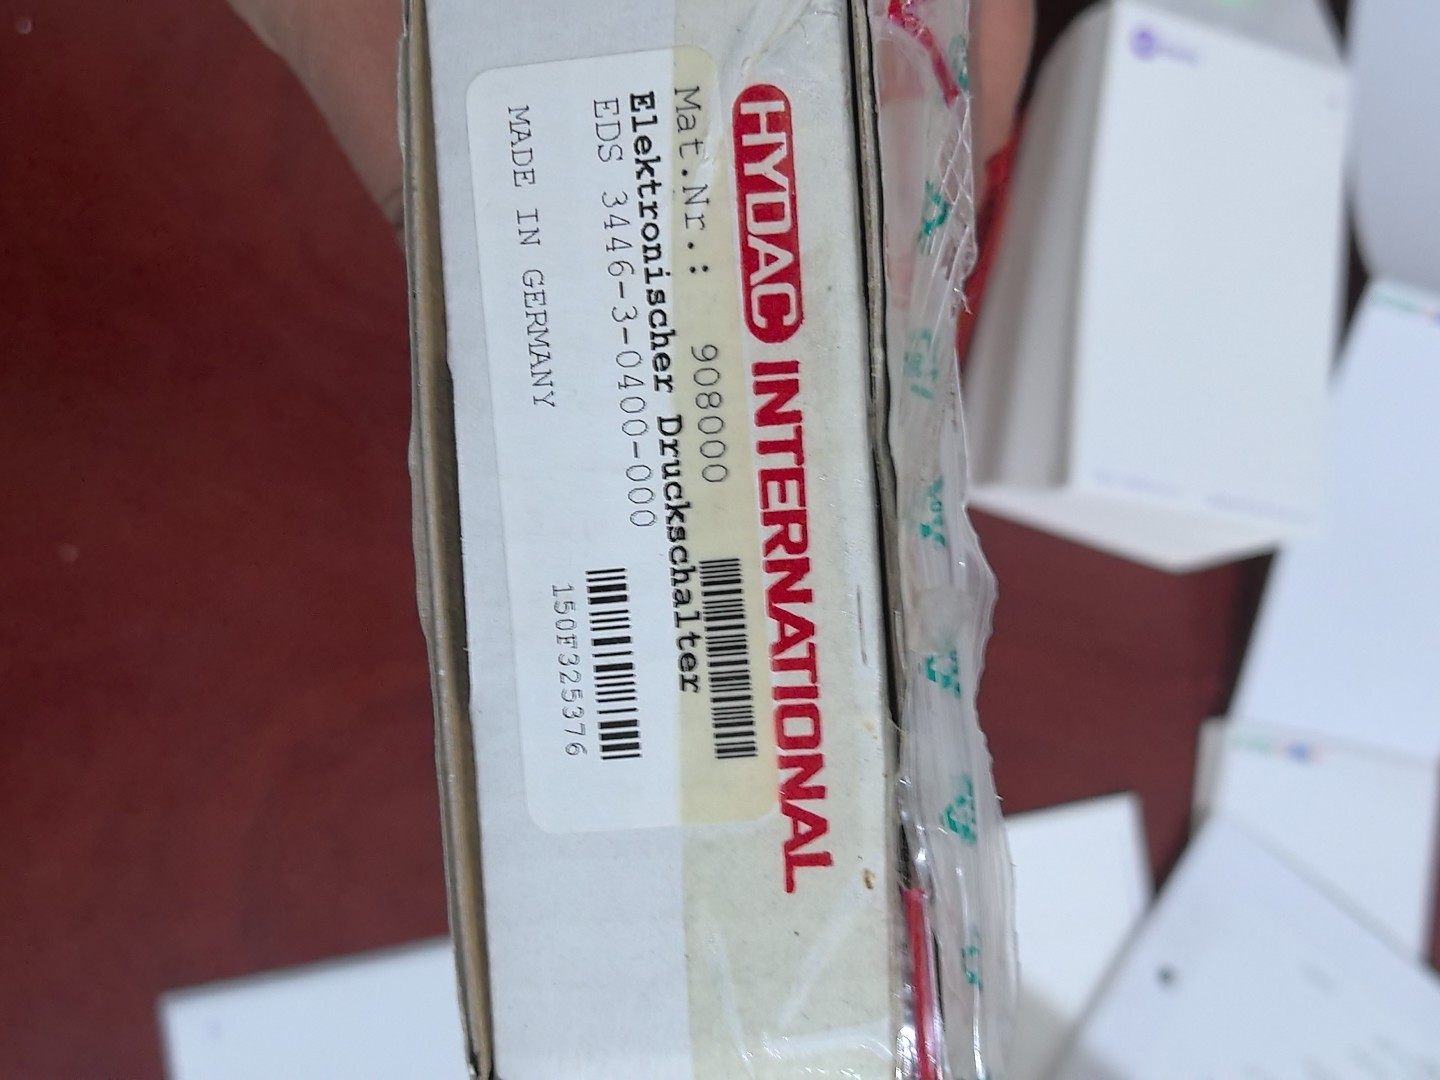 HYDAC INTERNATIONAL
Mat.Nr.: 908000
Elektronischer Druckschalter
EDS 3446-3-0400-000
150F325376
MADE IN GERMANY